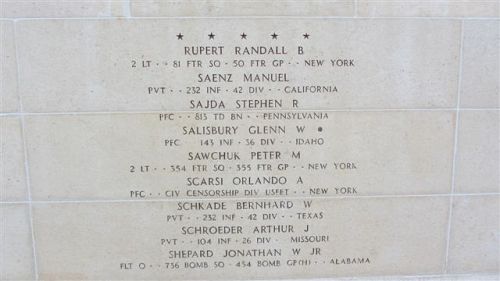 ★ ★ ★ ★ ★
RUPERT RANDALL B
2 LT · · 81 FTR SQ · 50 FTR GP · · NEW YORK
SAENZ MANUEL
PVT · · 232 INF · 42 DIV · · CALIFORNIA
SAJDA STEPHEN R
PFC · · 813 TD BN · · PENNSYLVANIA
SALISBURY GLENN W
PFC 143 INF · 36 DIV · · IDAHO
SAWCHUK PETER M
2 LT · · 354 FTR SQ · 355 FTR GP · · NEW YORK
SCARSI ORLANDO A
PFC · · CIV CENSORSHIP DIV USFET · · NEW YORK
SCHKADE BERNHARD W
PVT · · 232 INF · 42 DIV · · TEXAS
SCHROEDER ARTHUR J
PVT · · 104 INF · 26 DIV · MISSOURI
SHEPARD JONATHAN W JR
FLT O · · 736 BOMB SQ · 454 BOMB GP(H) · · ALABAMA